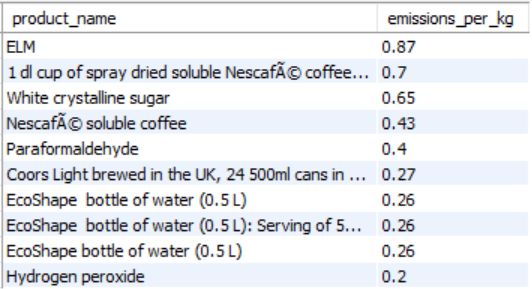 product_name emissions_per_kg
ELM 0.87
1 dl cup of spray dried soluble NescafÃ© coffee... 0.7
White crystalline sugar 0.65
NescafÃ© soluble coffee 0.43
Paraformaldehyde 0.4
Coors Light brewed in the UK, 24 500ml cans in ... 0.27
EcoShape  bottle of water (0.5 L) 0.26
EcoShape  bottle of water (0.5 L): Serving of 5... 0.26
EcoShape bottle of water (0.5 L) 0.26
Hydrogen peroxide 0.2